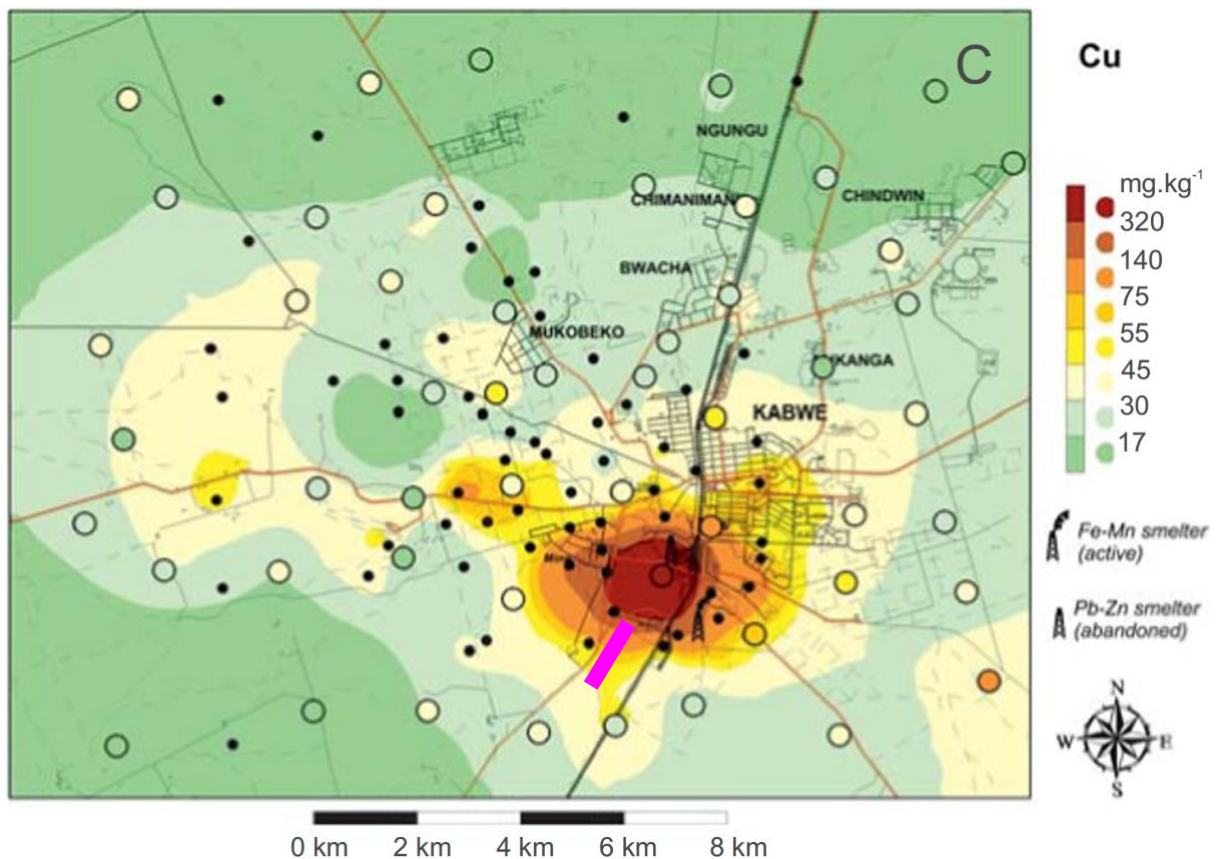 C
Cu
NGUNGU
CHIMANIMANI
CHINDWIN
BWACHA
MUKOBEKO
KABWE
mg.kg-1
320
140
75
55
45
30
17
Fe-Mn smelter
(active)
Pb-Zn smelter
(abandoned)
N
W E
S
0 km 2 km 4 km 6 km 8 km